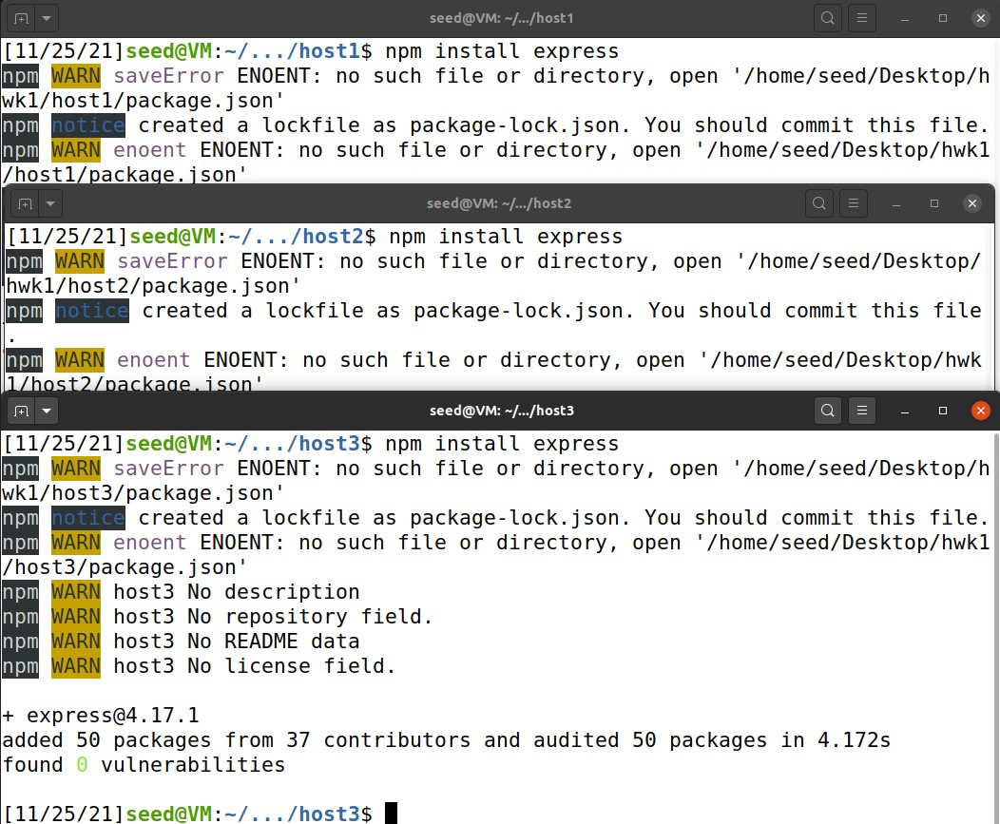 seed@VM: ~/.../host1
[11/25/21]seed@VM:~/.../host1$ npm install express
npm WARN saveError ENOENT: no such file or directory, open '/home/seed/Desktop/h
wk1/host1/package.json'
npm notice created a lockfile as package-lock.json. You should commit this file.
npm WARN enoent ENOENT: no such file or directory, open '/home/seed/Desktop/hwk1
/host1/package.json'
seed@VM: ~/.../host2
[11/25/21]seed@VM:~/.../host2$ npm install express
npm WARN saveError ENOENT: no such file or directory, open '/home/seed/Desktop/
hwk1/host2/package.json'
npm notice created a lockfile as package-lock.json. You should commit this file
.
npm WARN enoent ENOENT: no such file or directory, open '/home/seed/Desktop/hwk
1/host2/package.json'
seed@VM: ~/.../host3
[11/25/21]seed@VM:~/.../host3$ npm install express
npm WARN saveError ENOENT: no such file or directory, open '/home/seed/Desktop/h
wk1/host3/package.json'
npm notice created a lockfile as package-lock.json. You should commit this file.
npm WARN enoent ENOENT: no such file or directory, open '/home/seed/Desktop/hwk1
/host3/package.json'
npm WARN host3 No description
npm WARN host3 No repository field.
npm WARN host3 No README data
npm WARN host3 No license field.
+ express@4.17.1
added 50 packages from 37 contributors and audited 50 packages in 4.172s
found 0 vulnerabilities
[11/25/21]seed@VM:~/.../host3$